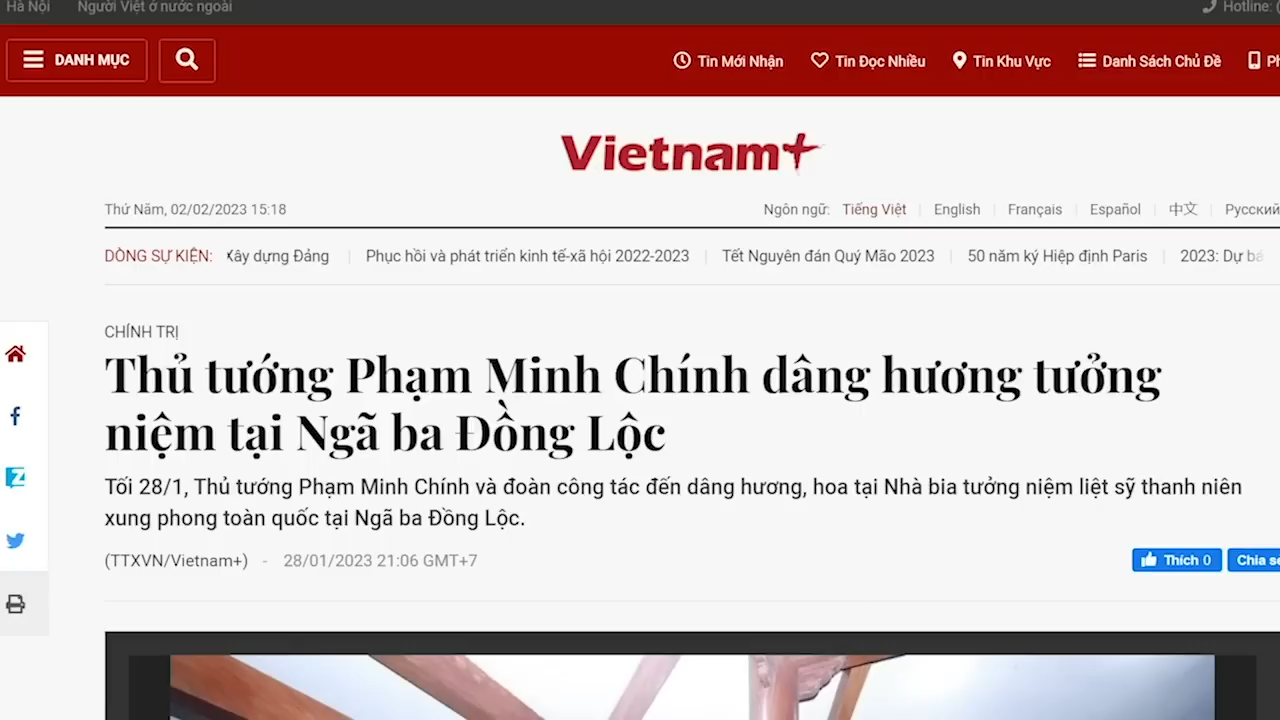 Hà Nội Người Việt ở nước ngoài Hotline:
DANH MỤC Tin Mới Nhận Tin Đọc Nhiều Tin Khu Vực Danh Sách Chủ Đề
Vietnam+
Thứ Năm, 02/02/2023 15:18 Ngôn ngữ: Tiếng Việt English Français Español 中文 Русский
DÒNG SỰ KIỆN: Xây dựng Đảng Phục hồi và phát triển kinh tế-xã hội 2022-2023 Tết Nguyên đán Quý Mão 2023 50 năm ký Hiệp định Paris 2023: Dự
CHÍNH TRỊ
Thủ tướng Phạm Minh Chính dâng hương tưởng
niệm tại Ngã ba Đồng Lộc
Tối 28/1, Thủ tướng Phạm Minh Chính và đoàn công tác đến dâng hương, hoa tại Nhà bia tưởng niệm liệt sỹ thanh niên
xung phong toàn quốc tại Ngã ba Đồng Lộc.
(TTXVN/Vietnam+) - 28/01/2023 21:06 GMT+7 Thích 0 Chia